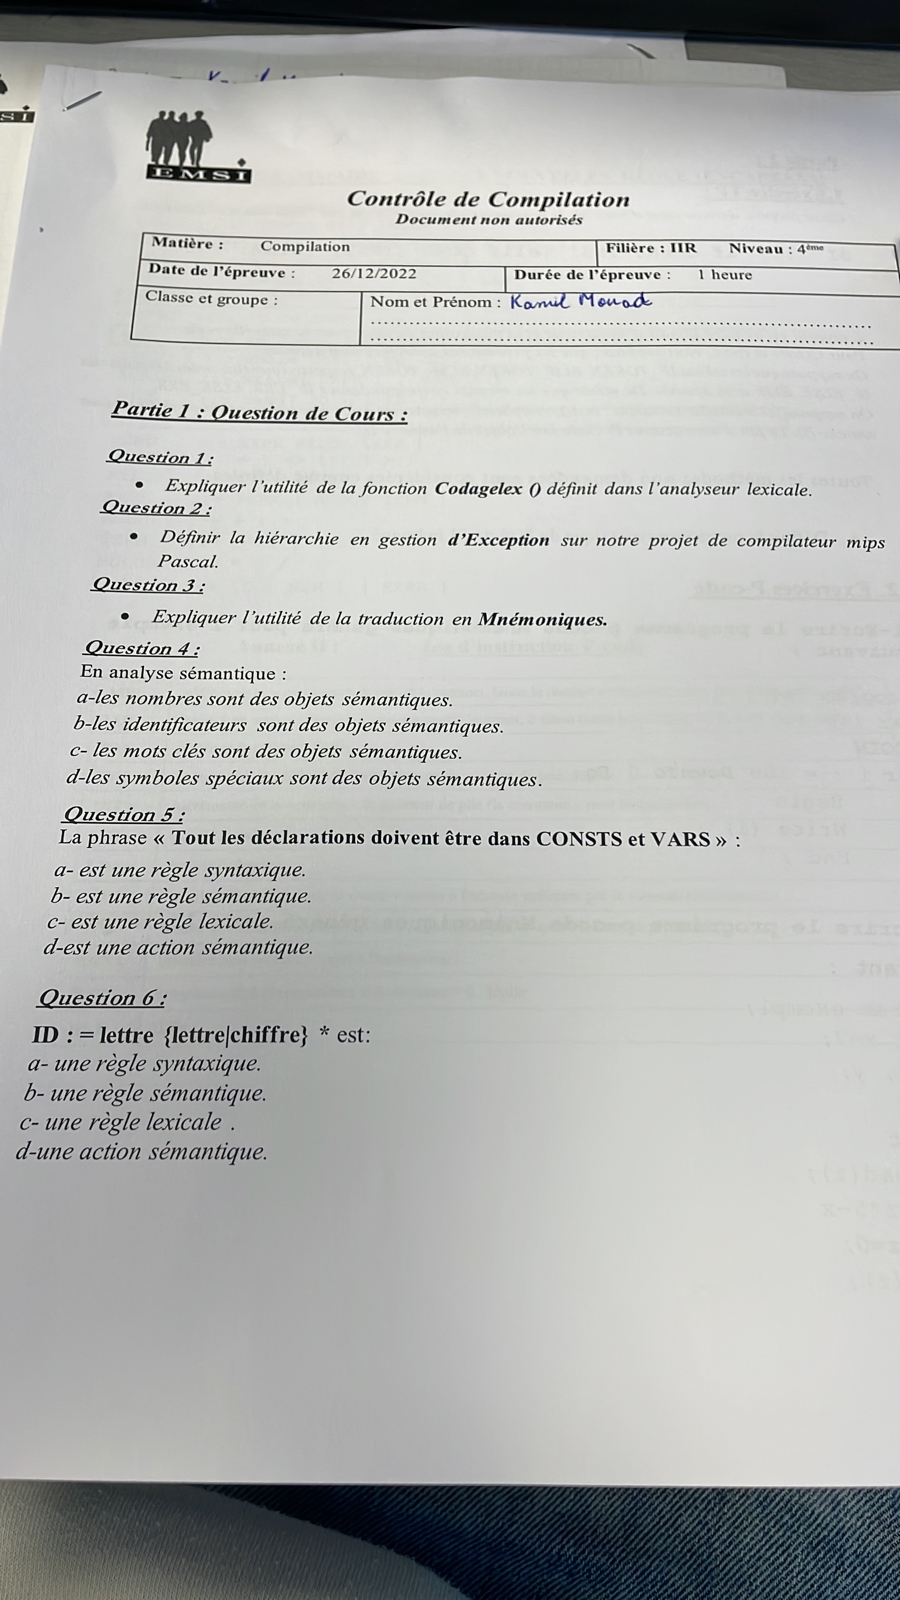 EMSI
Contrôle de Compilation
Document non autorisés
Matière : Compilation Filière : IIR Niveau : 4ème
Date de l'épreuve : 26/12/2022 Durée de l'épreuve : 1 heure
Classe et groupe : Nom et Prénom : Kamil Mouad
Partie 1 : Question de Cours :
Question 1:
• Expliquer l'utilité de la fonction Codagelex () définit dans l'analyseur lexicale.
Question 2 :
• Définir la hiérarchie en gestion d'Exception sur notre projet de compilateur mips
Pascal.
Question 3 :
• Expliquer l'utilité de la traduction en Mnémoniques.
Question 4 :
En analyse sémantique :
a-les nombres sont des objets sémantiques.
b-les identificateurs sont des objets sémantiques.
c- les mots clés sont des objets sémantiques.
d-les symboles spéciaux sont des objets sémantiques.
Question 5 :
La phrase « Tout les déclarations doivent être dans CONSTS et VARS » :
a- est une règle syntaxique.
b- est une règle sémantique.
c- est une règle lexicale.
d-est une action sémantique.
Question 6 :
ID : = lettre {lettre|chiffre} * est:
a- une règle syntaxique.
b- une règle sémantique.
c- une règle lexicale .
d-une action sémantique.